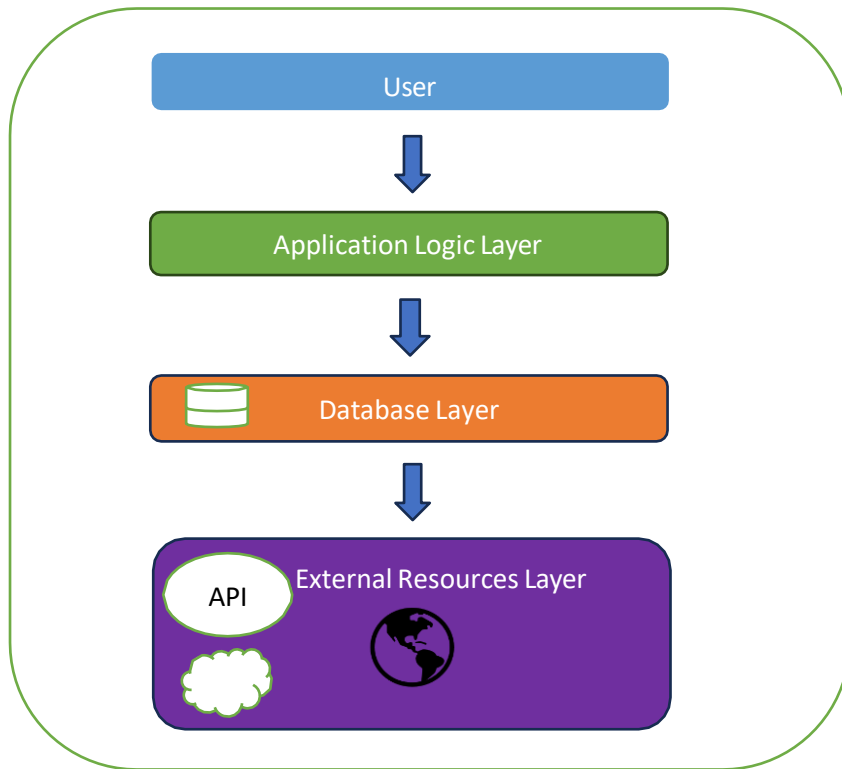 User
Application Logic Layer
Database Layer
External Resources Layer
API